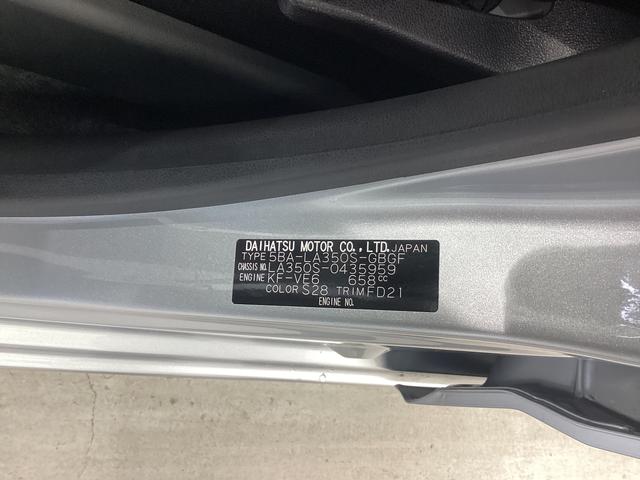 DAIHATSU MOTOR CO.,LTD. JAPAN
TYPE 5BA-LA350S-GBGF
CHASSIS NO. LA350S-0435959
ENGINE KF-VE6 658cc
COLOR S28 TRIM FD21
ENGINE NO.